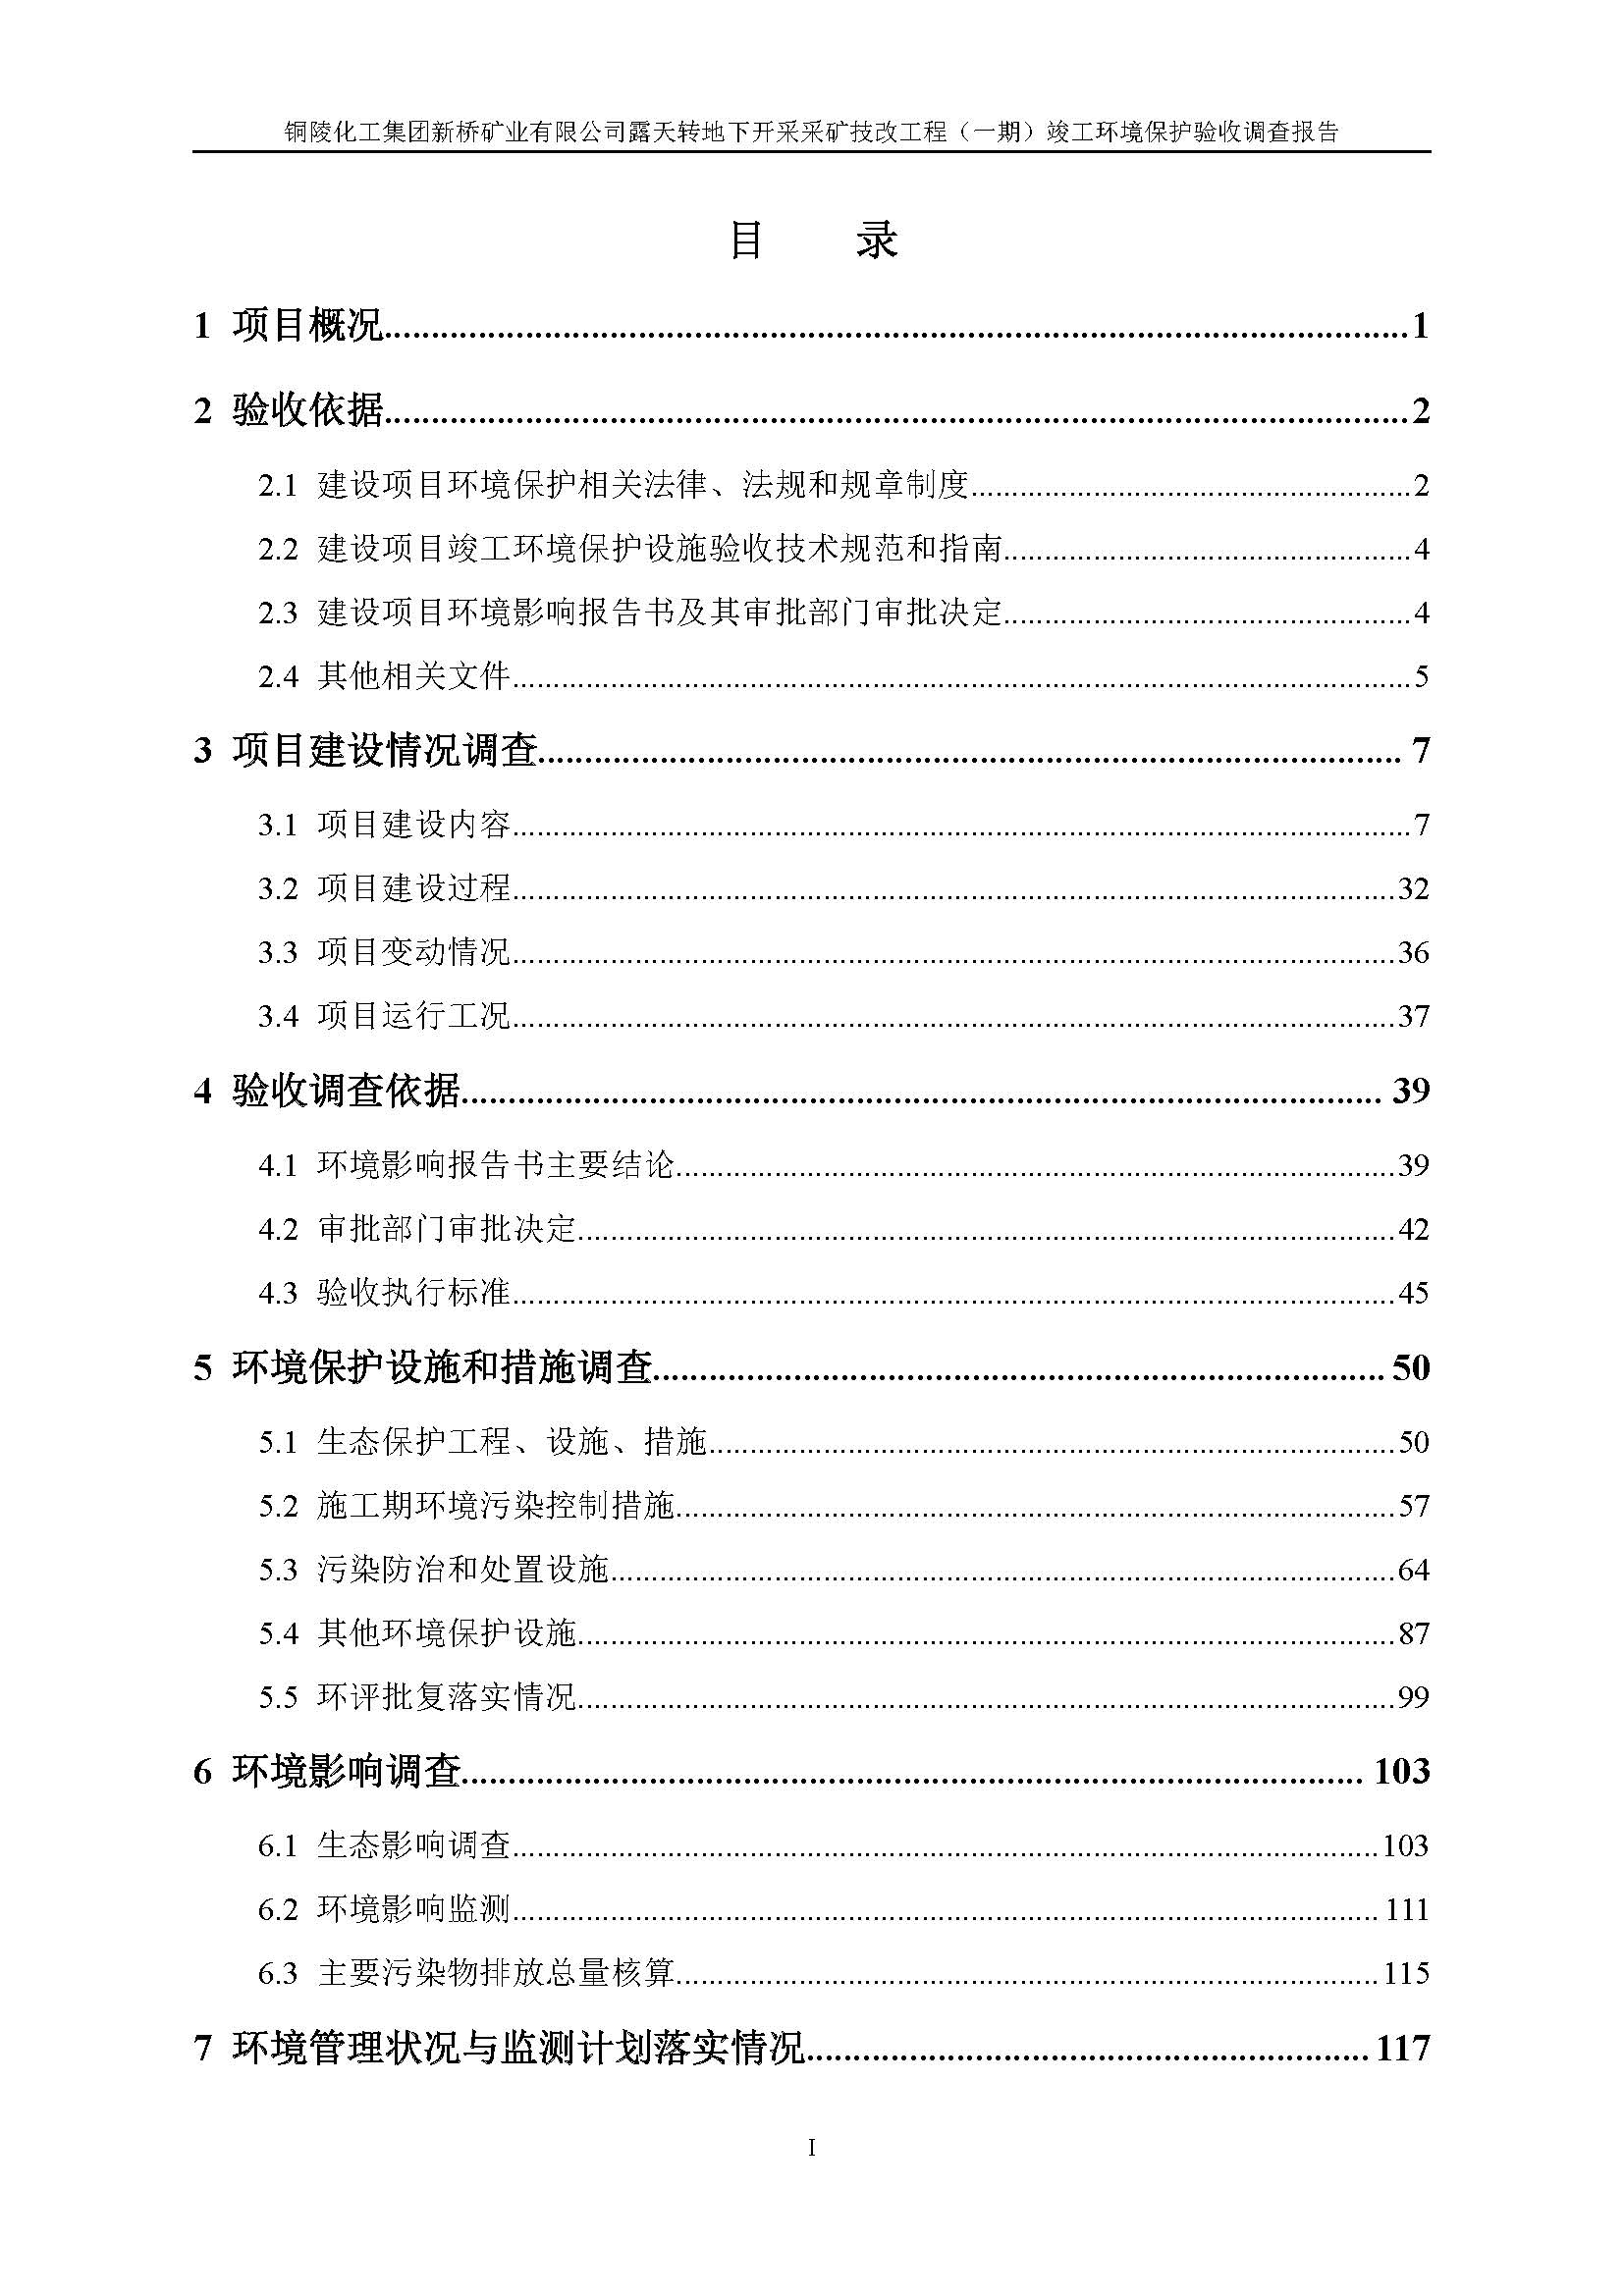 铜陵化工集团新桥矿业有限公司露天转地下开采采矿技改工程（一期）竣工环境保护验收调查报告
目 录
1 项目概况........................................1
2 验收依据........................................2
2.1 建设项目环境保护相关法律、法规和规章制度........................................2
2.2 建设项目竣工环境保护设施验收技术规范和指南........................................4
2.3 建设项目环境影响报告书及其审批部门审批决定........................................4
2.4 其他相关文件........................................5
3 项目建设情况调查........................................7
3.1 项目建设内容........................................7
3.2 项目建设过程........................................32
3.3 项目变动情况........................................36
3.4 项目运行工况........................................37
4 验收调查依据........................................39
4.1 环境影响报告书主要结论........................................39
4.2 审批部门审批决定........................................42
4.3 验收执行标准........................................45
5 环境保护设施和措施调查........................................50
5.1 生态保护工程、设施、措施........................................50
5.2 施工期环境污染控制措施........................................57
5.3 污染防治和处置设施........................................64
5.4 其他环境保护设施........................................87
5.5 环评批复落实情况........................................99
6 环境影响调查........................................103
6.1 生态影响调查........................................103
6.2 环境影响监测........................................111
6.3 主要污染物排放总量核算........................................115
7 环境管理状况与监测计划落实情况........................................117
I